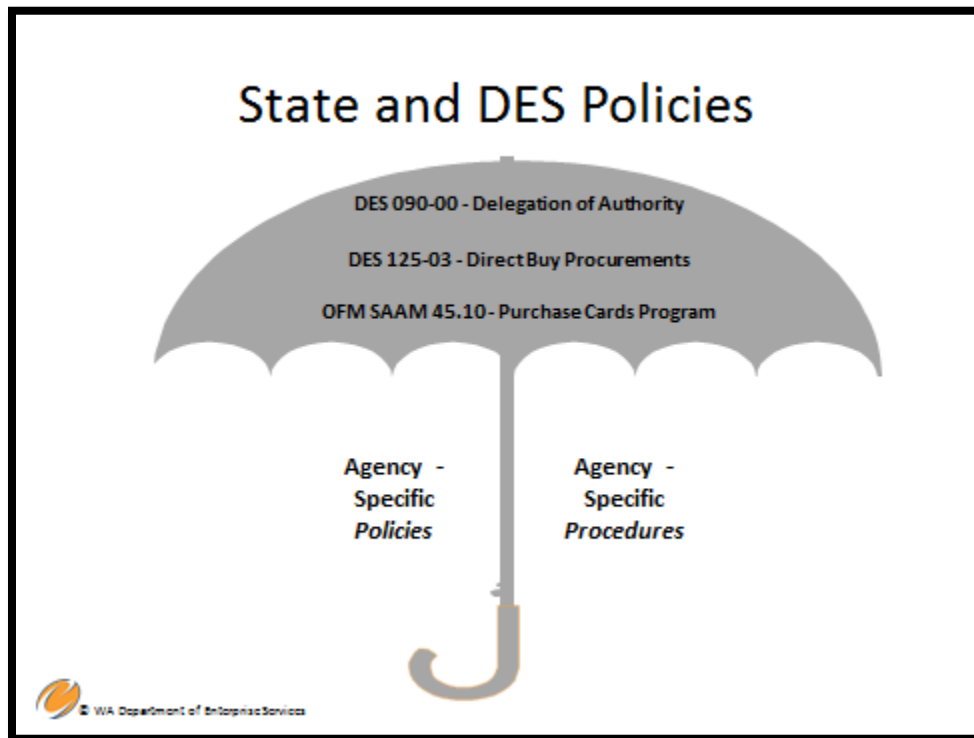 State and DES Policies
DES 090-00 - Delegation of Authority
DES 125-03 - Direct Buy Procurements
OFM SAAM 45.10 - Purchase Cards Program
Agency -
Specific
Policies
Agency -
Specific
Procedures
© WA Department of Enterprise Services